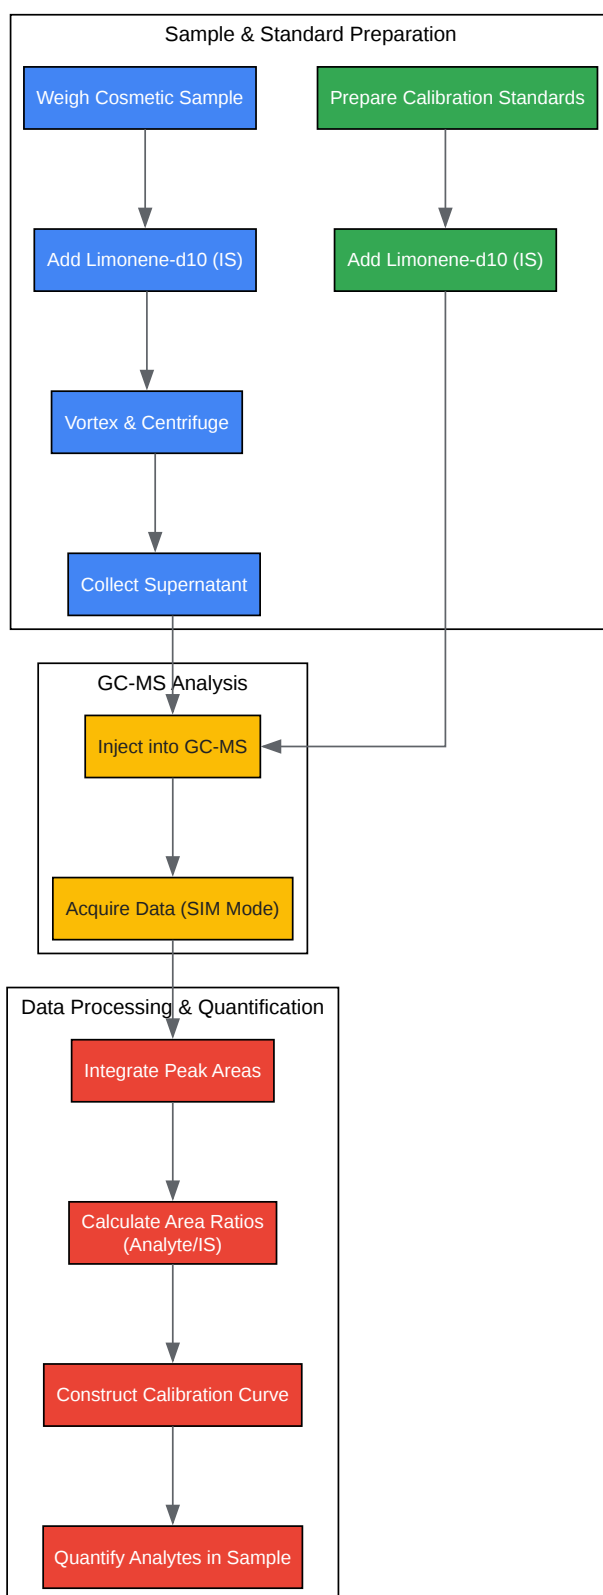 Sample & Standard Preparation
Weigh Cosmetic Sample
Prepare Calibration Standards
Add Limonene-d10 (IS)
Add Limonene-d10 (IS)
Vortex & Centrifuge
Collect Supernatant
GC-MS Analysis
Inject into GC-MS
Acquire Data (SIM Mode)
Data Processing & Quantification
Integrate Peak Areas
Calculate Area Ratios
(Analyte/IS)
Construct Calibration Curve
Quantify Analytes in Sample